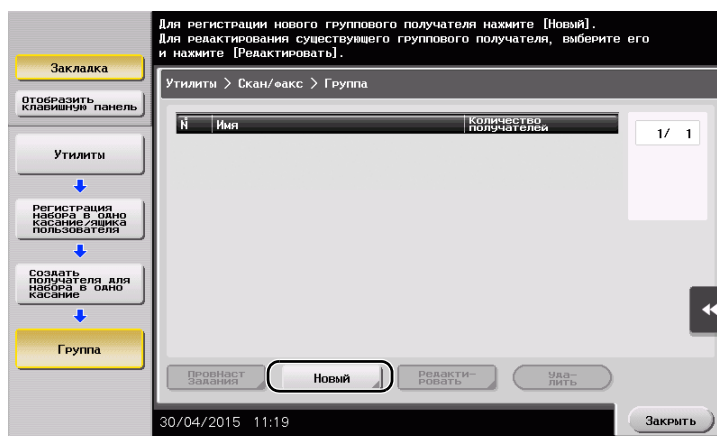 Для регистрации нового группового получателя нажмите [Новый].
Для редактирования существующего группового получателя, выберите его
и нажмите [Редактировать].
Закладка
Отобразить
клавишную панель
Утилиты
Регистрация
набора в одно
касание/ящика
пользователя
Создать
получателя для
набора в одно
касание
Группа
Утилиты > Скан/факс > Группа
№ Имя Количество
получателей
1/ 1
ПровНаст
Задания
Новый
Редакти-
ровать
Уда-
лить
30/04/2015 11:19
Закрыть